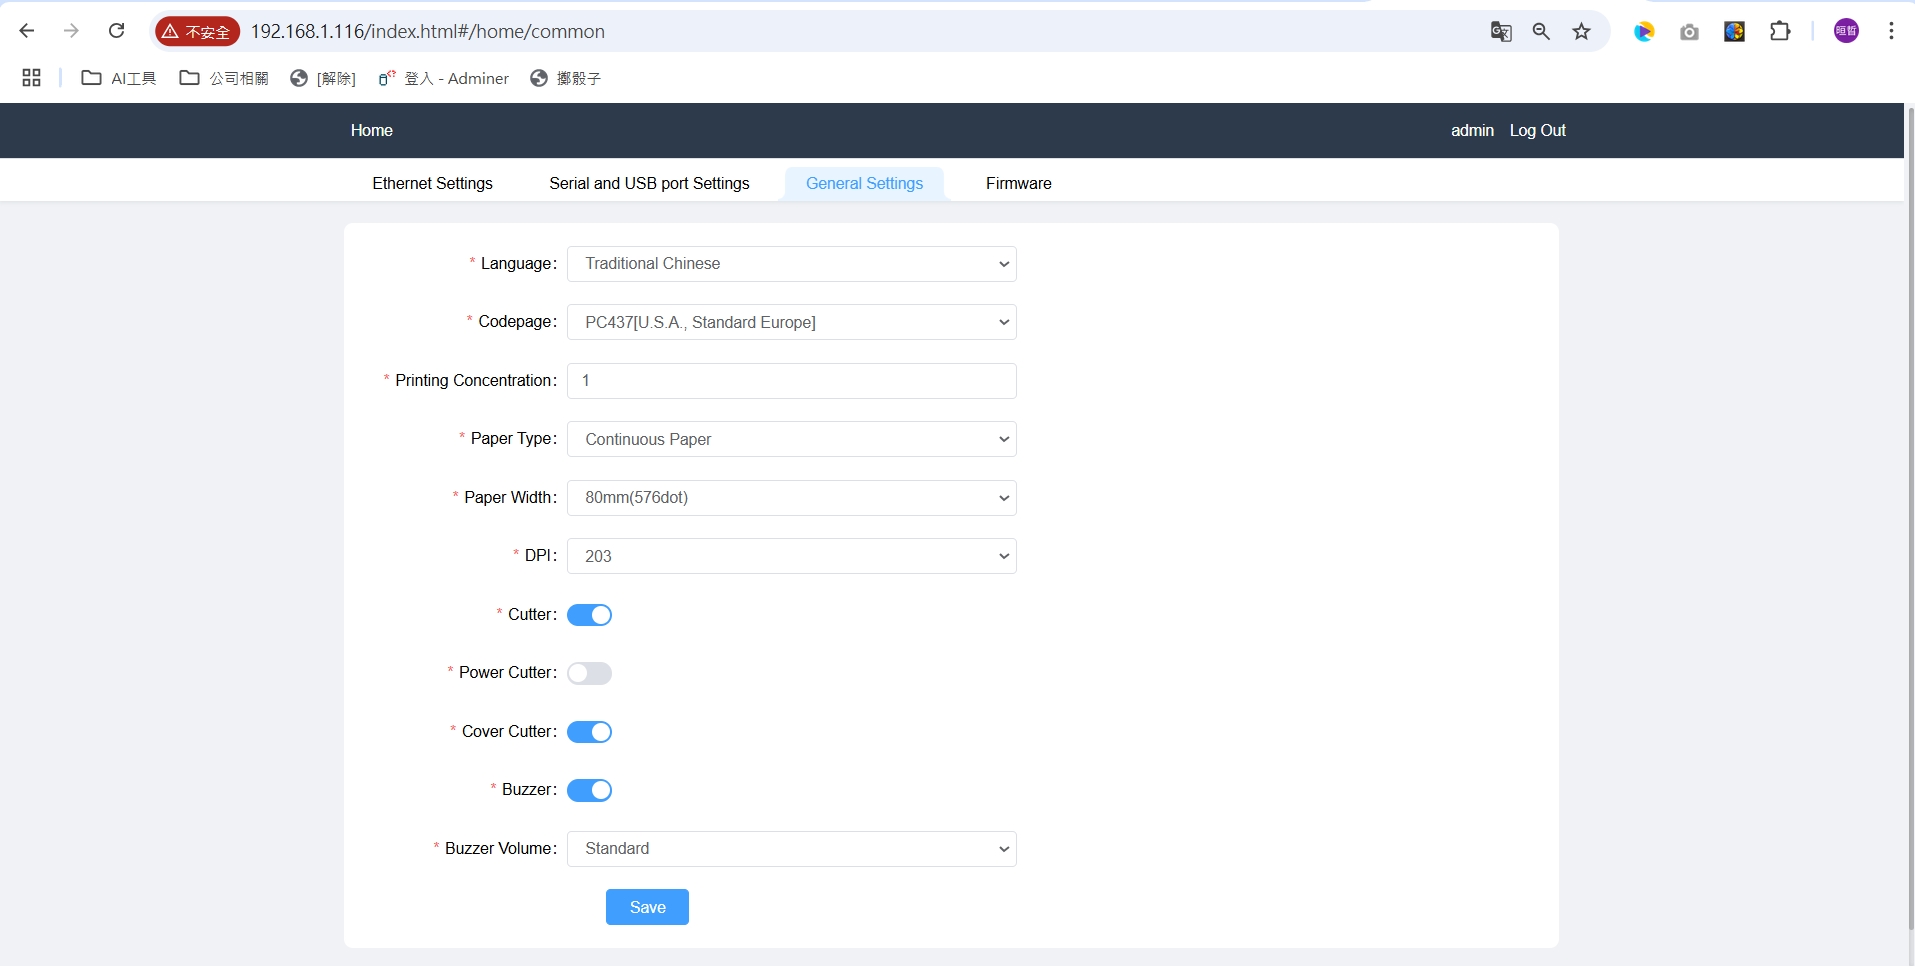 不安全 192.168.1.116/index.html#/home/common
AI工具 公司相關 [解除] 登入 - Adminer 擲骰子
Home admin Log Out
Ethernet Settings Serial and USB port Settings General Settings Firmware
* Language: Traditional Chinese
* Codepage: PC437[U.S.A., Standard Europe]
* Printing Concentration: 1
* Paper Type: Continuous Paper
* Paper Width: 80mm(576dot)
* DPI: 203
* Cutter:
* Power Cutter:
* Cover Cutter:
* Buzzer:
* Buzzer Volume: Standard
Save